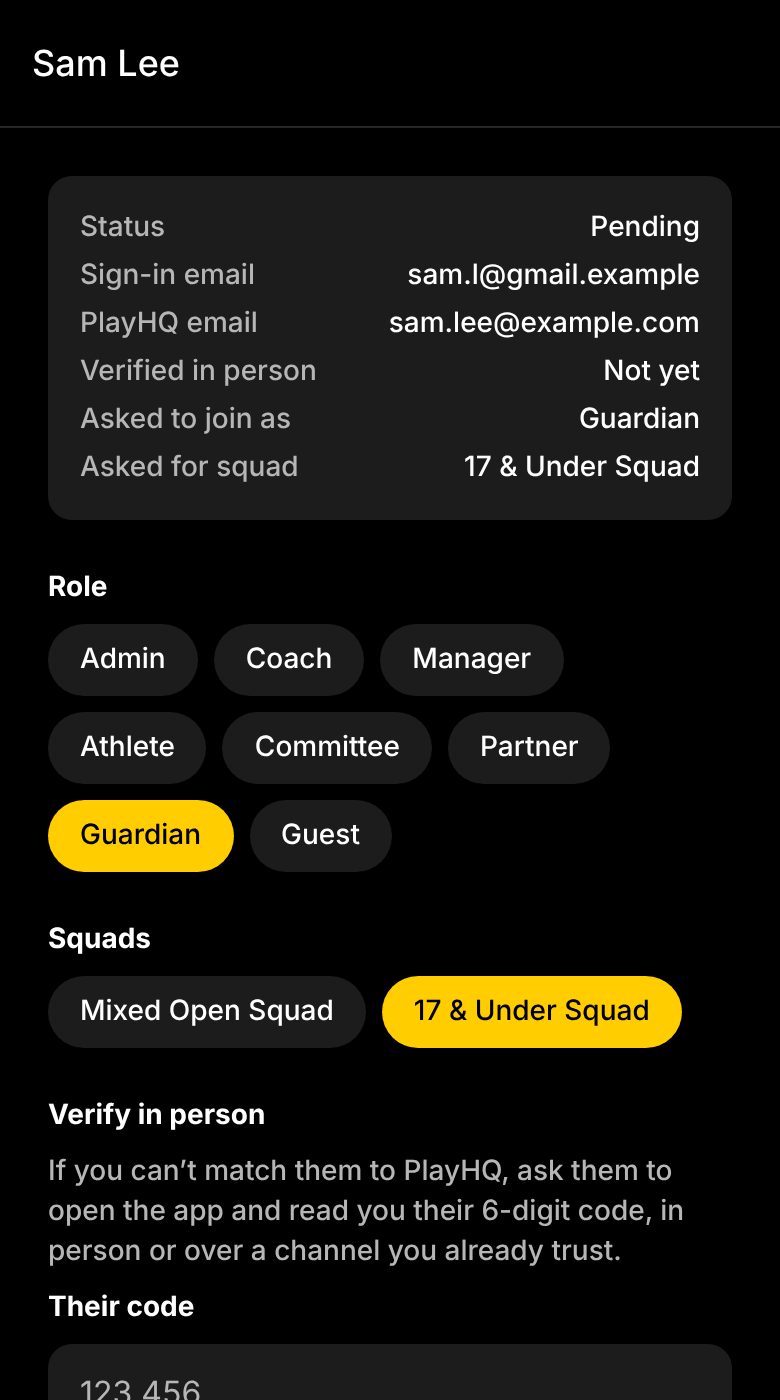 Sam Lee
Status Pending
Sign-in email sam.l@gmail.example
PlayHQ email sam.lee@example.com
Verified in person Not yet
Asked to join as Guardian
Asked for squad 17 & Under Squad
Role
Admin Coach Manager
Athlete Committee Partner
Guardian Guest
Squads
Mixed Open Squad 17 & Under Squad
Verify in person
If you can’t match them to PlayHQ, ask them to
open the app and read you their 6-digit code, in
person or over a channel you already trust.
Their code
123 456